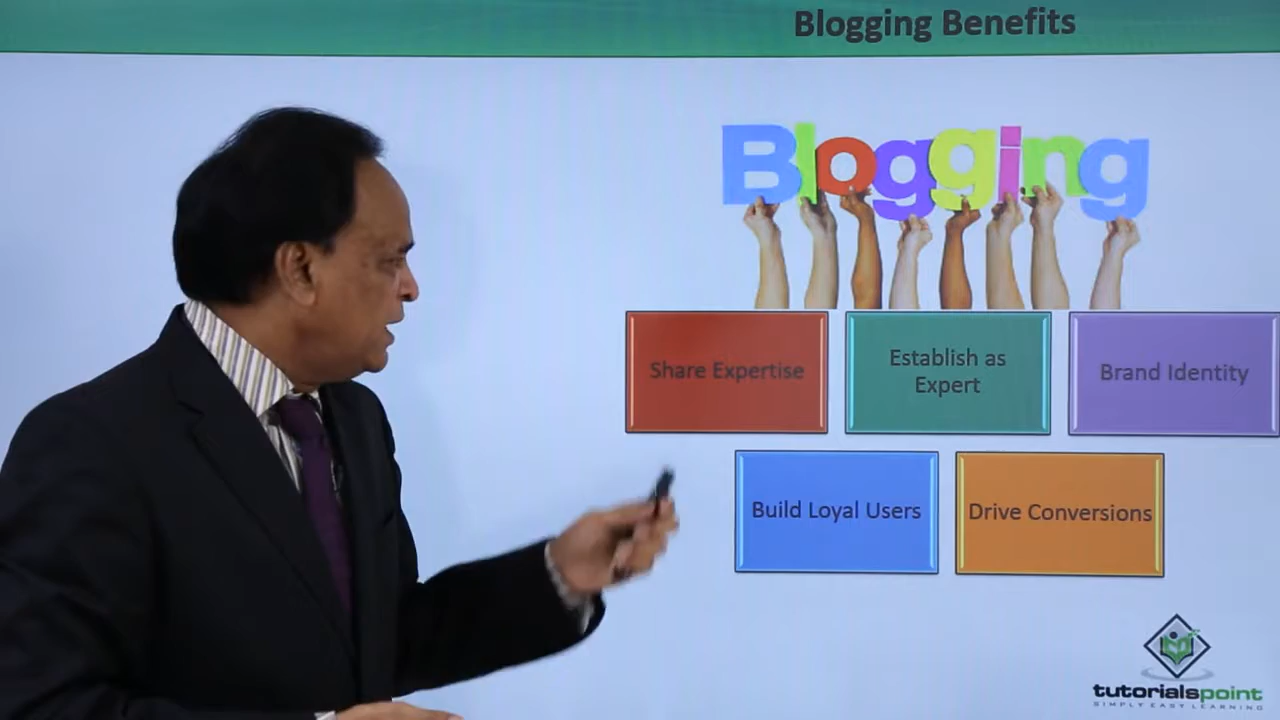 Blogging Benefits
Blogging
Share Expertise
Establish as
Expert
Brand Identity
Build Loyal Users
Drive Conversions
tutorialspoint
SIMPLY EASY LEARNING